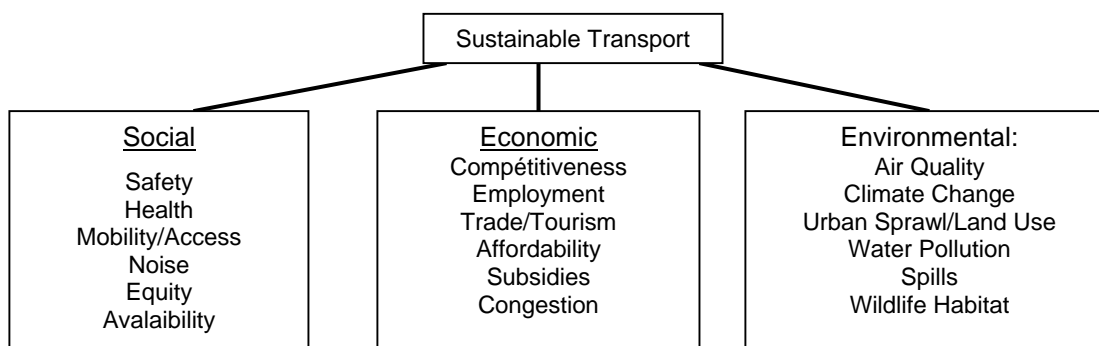 Sustainable Transport
Social
Safety
Health
Mobility/Access
Noise
Equity
Avalaibility
Economic
Compétitiveness
Employment
Trade/Tourism
Affordability
Subsidies
Congestion
Environmental:
Air Quality
Climate Change
Urban Sprawl/Land Use
Water Pollution
Spills
Wildlife Habitat